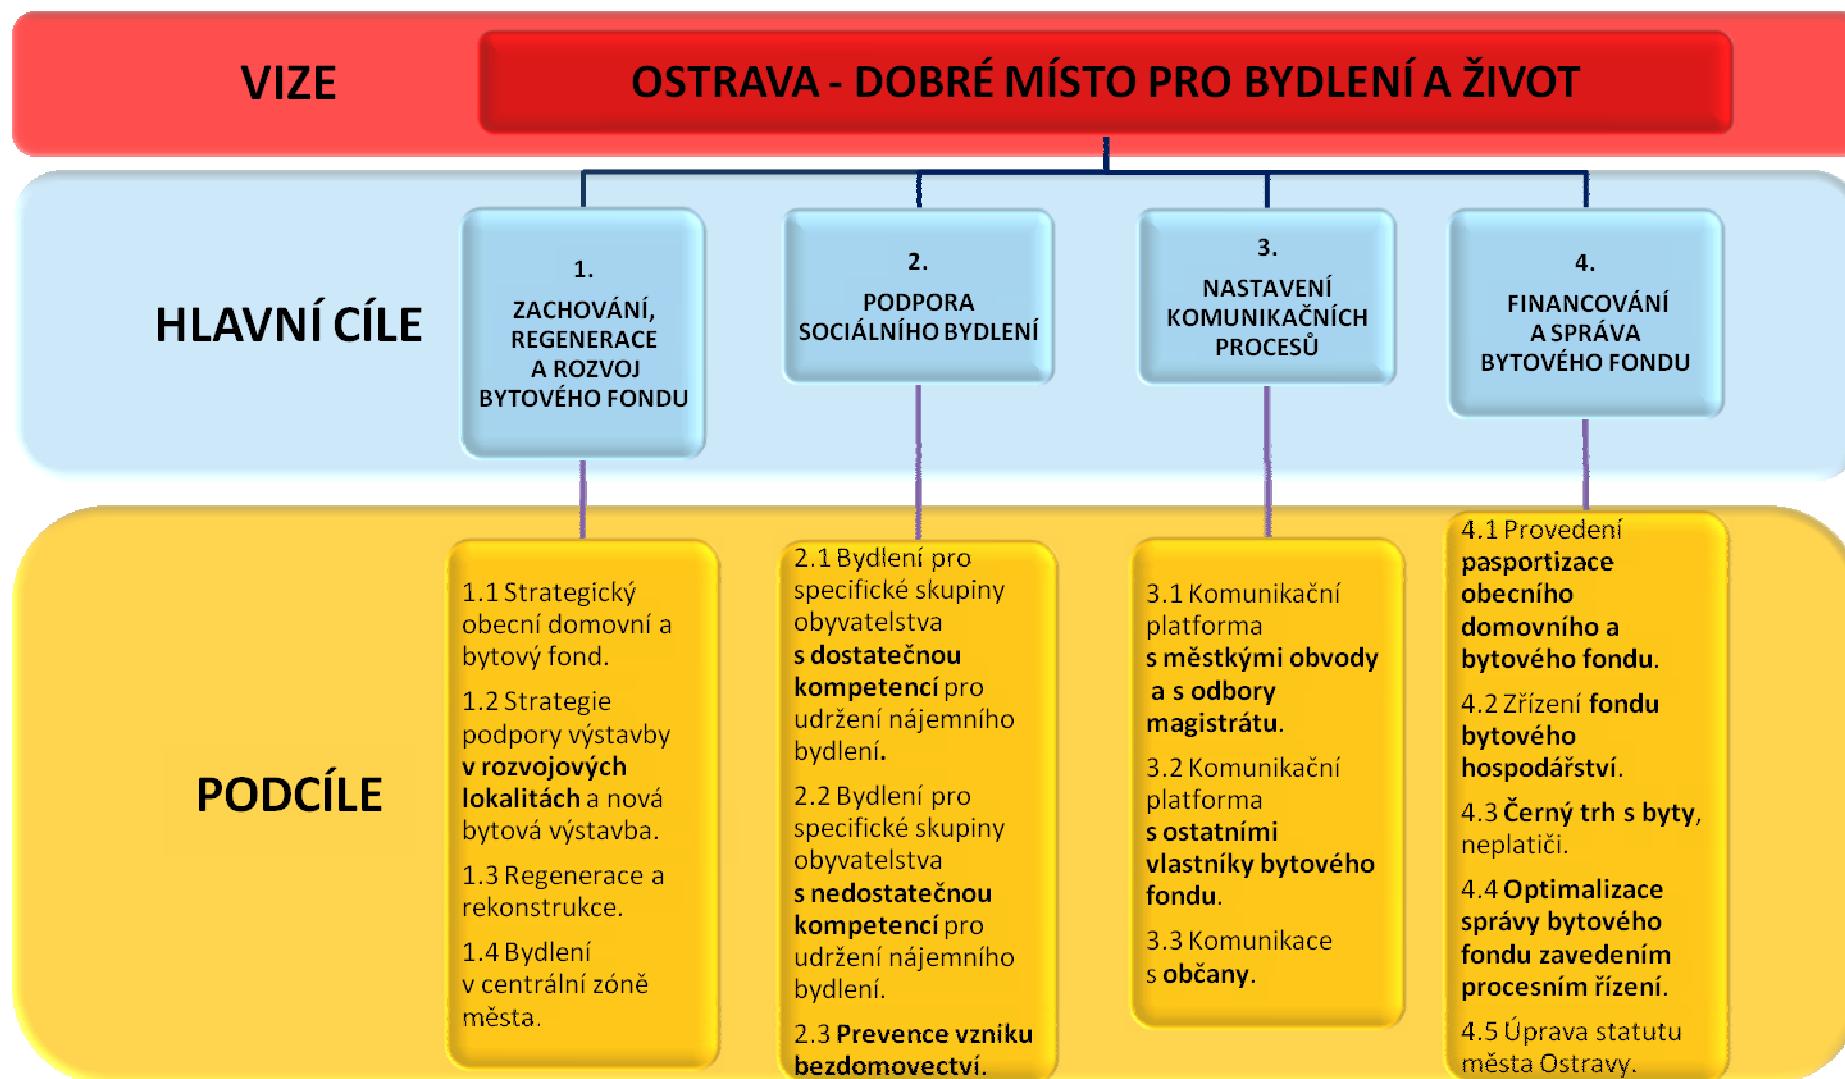 VIZE
OSTRAVA - DOBRÉ MÍSTO PRO BYDLENÍ A ŽIVOT
HLAVNÍ CÍLE
1.
ZACHOVÁNÍ,
REGENERACE
A ROZVOJ
BYTOVÉHO FONDU
2.
PODPORA
SOCIÁLNÍHO BYDLENÍ
3.
NASTAVENÍ
KOMUNIKAČNÍCH
PROCESŮ
4.
FINANCOVÁNÍ
A SPRÁVA
BYTOVÉHO FONDU
PODCÍLE
1.1 Strategický
obecní domovní a
bytový fond.
1.2 Strategie
podpory výstavby
v rozvojových
lokalitách a nová
bytová výstavba.
1.3 Regenerace a
rekonstrukce.
1.4 Bydlení
v centrální zóně
města.
2.1 Bydlení pro
specifické skupiny
obyvatelstva
s dostatečnou
kompetencí pro
udržení nájemního
bydlení.
2.2 Bydlení pro
specifické skupiny
obyvatelstva
s nedostatečnou
kompetencí pro
udržení nájemního
bydlení.
2.3 Prevence vzniku
bezdomovectví.
3.1 Komunikační
platforma
s městkými obvody
a s odbory
magistrátu.
3.2 Komunikační
platforma
s ostatními
vlastníky bytového
fondu.
3.3 Komunikace
s občany.
4.1 Provedení
pasportizace
obecního
domovního a
bytového fondu.
4.2 Zřízení fondu
bytového
hospodářství.
4.3 Černý trh s byty,
neplatiči.
4.4 Optimalizace
správy bytového
fondu zavedením
procesním řízení.
4.5 Úprava statutu
města Ostravy.